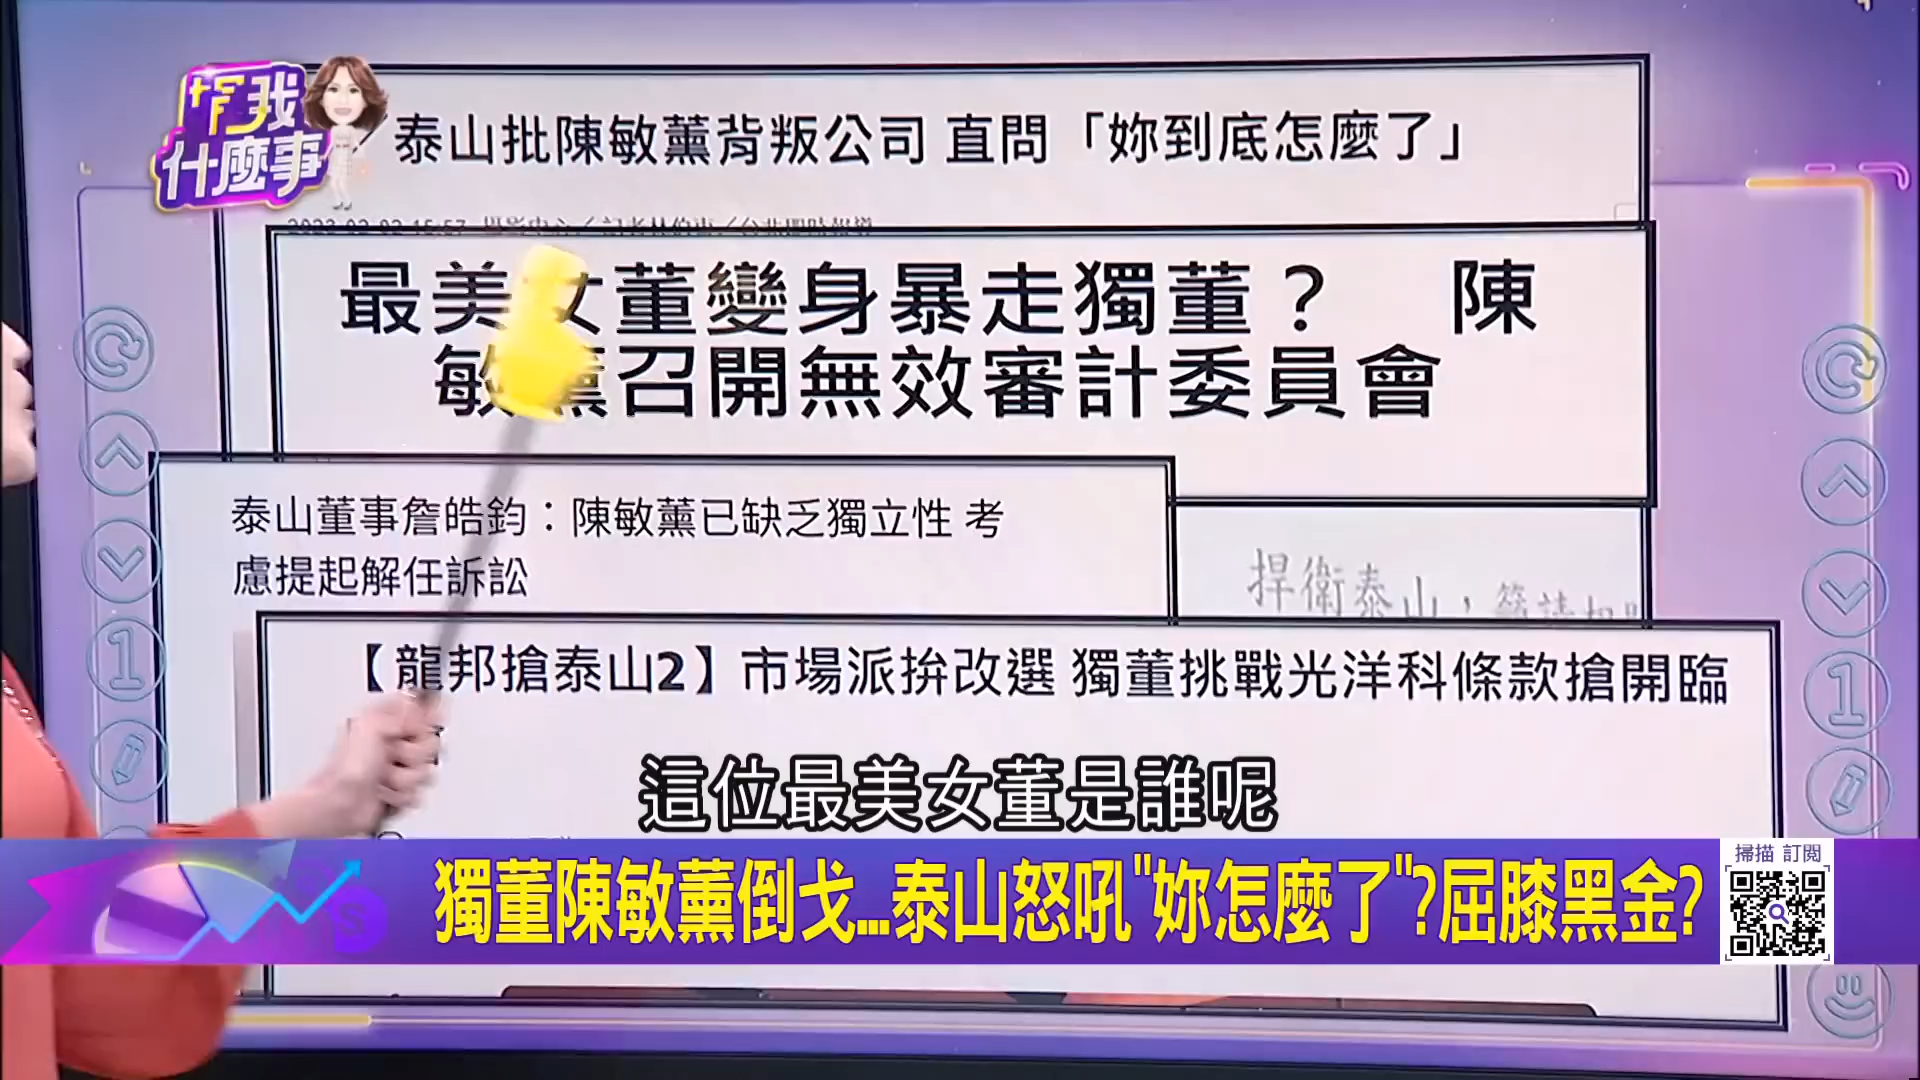 關我
什麼事
泰山批陳敏薰背叛公司 直問「妳到底怎麼了」
最美女董變身暴走獨董？ 陳
敏薰召開無效審計委員會
泰山董事詹皓鈞：陳敏薰已缺乏獨立性 考
慮提起解任訴訟
捍衛泰山，
【龍邦搶泰山2】市場派拚改選 獨董挑戰光洋科條款搶開臨
1
1
這位最美女董是誰呢
掃描 訂閱
獨董陳敏薰倒戈...泰山怒吼"妳怎麼了"?屈膝黑金?